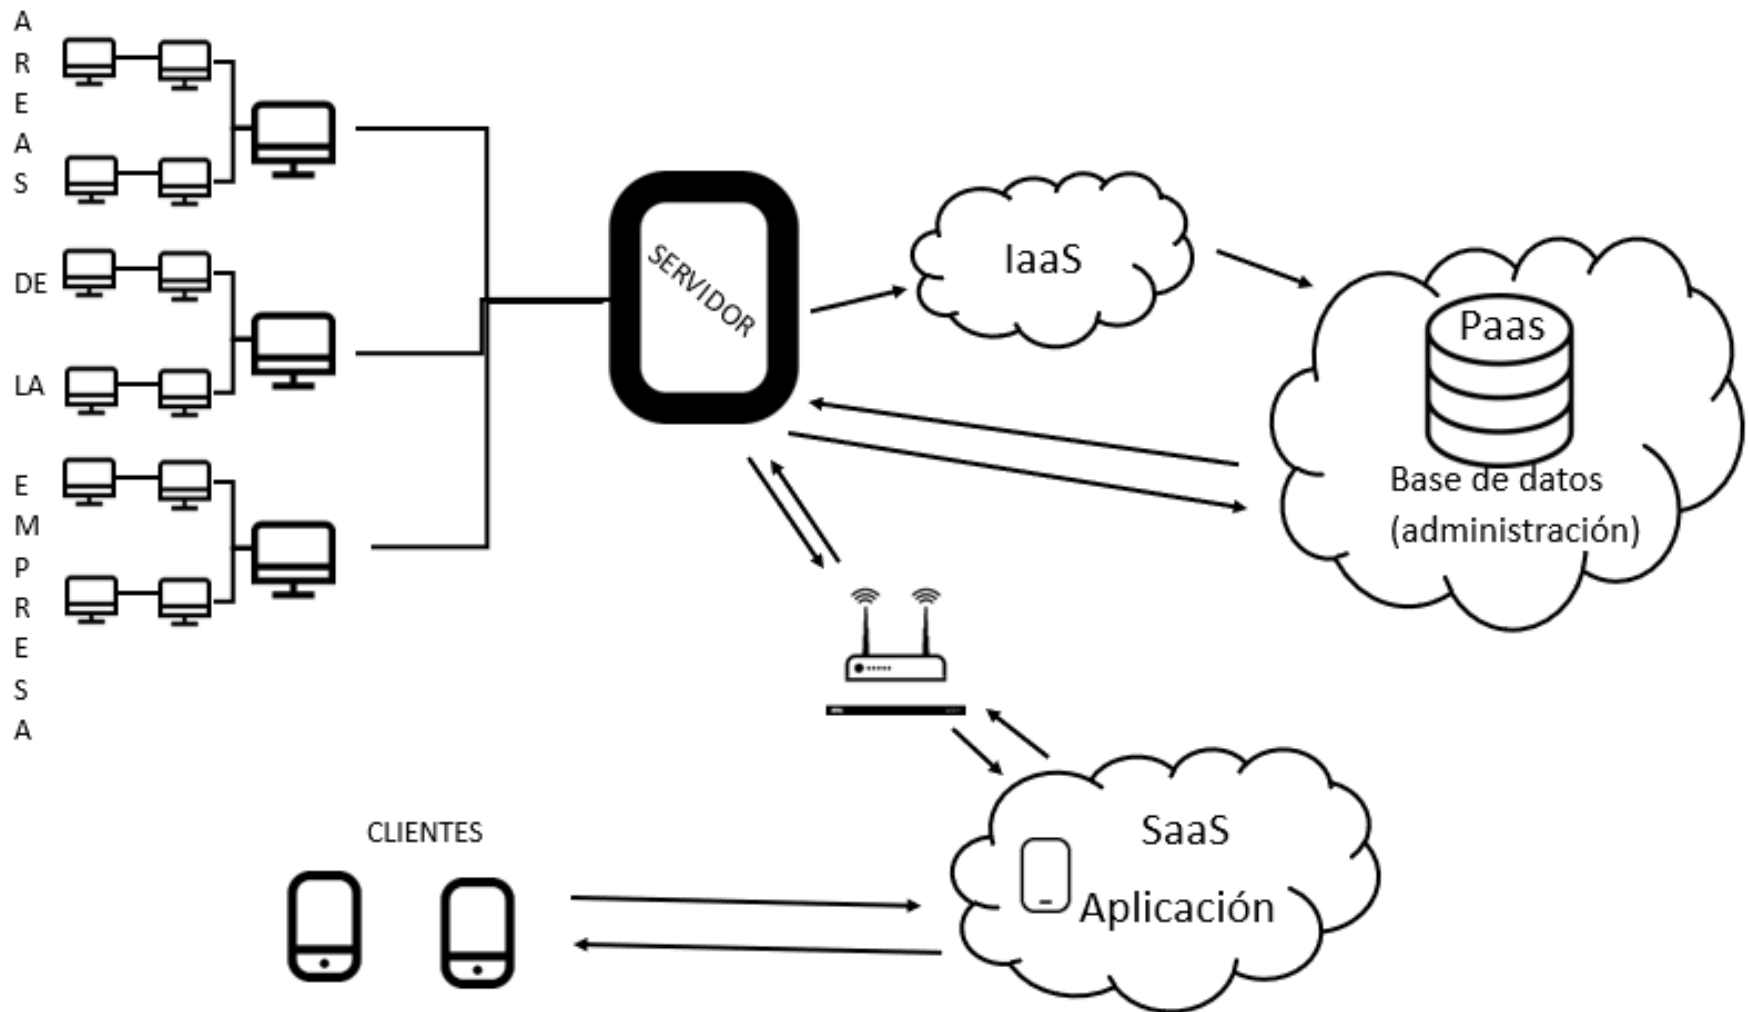 A
R
E
A
S
DE
LA
E
M
P
R
E
S
A
SERVIDOR
IaaS
Paas
Base de datos
(administración)
CLIENTES
SaaS
Aplicación